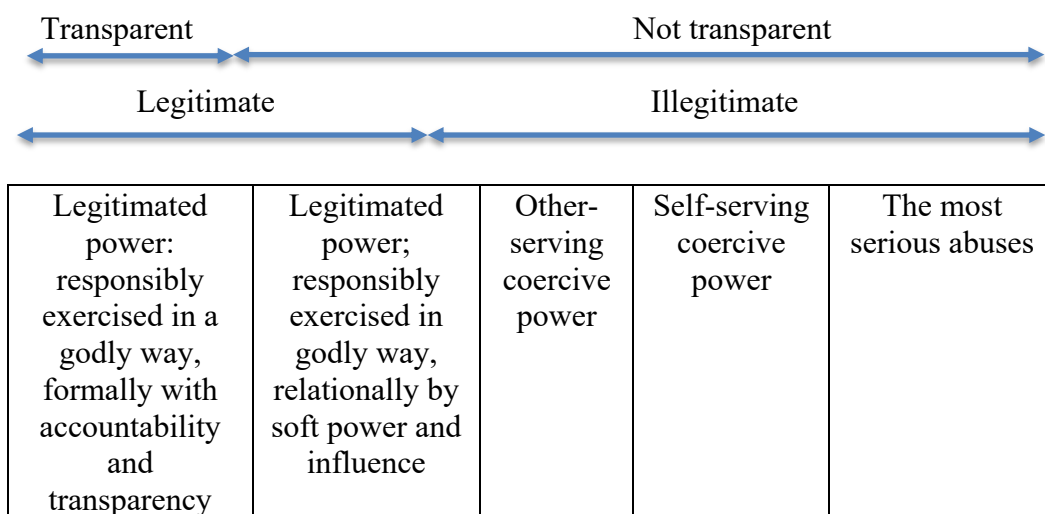 Transparent
Not transparent
Legitimate
Illegitimate
Legitimated
power:
responsibly
exercised in a
godly way,
formally with
accountability
and
transparency
Legitimated
power;
responsibly
exercised in
godly way,
relationally by
soft power and
influence
Other-
serving
coercive
power
Self-serving
coercive
power
The most
serious abuses